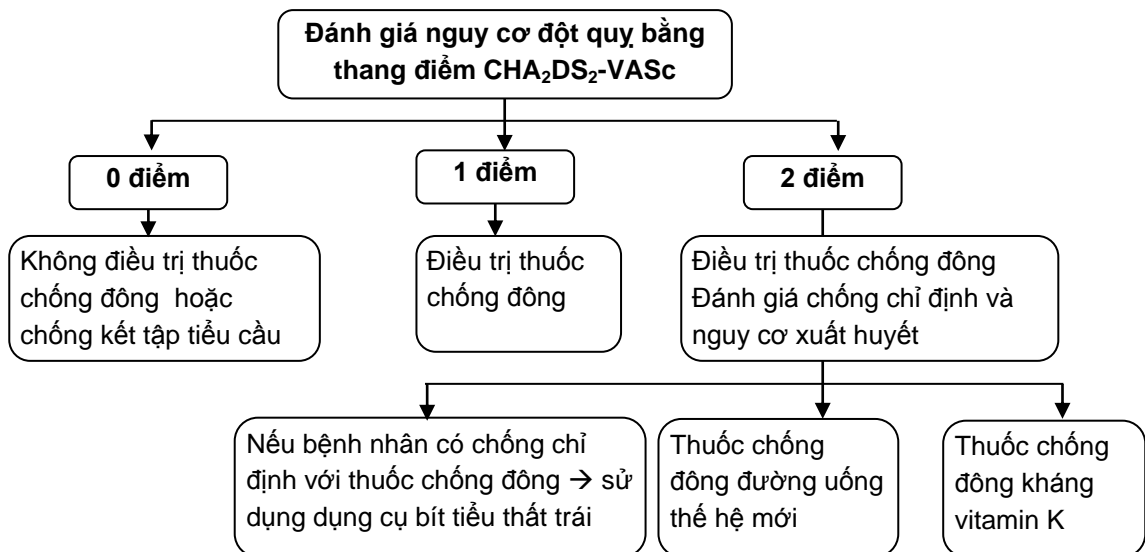 Đánh giá nguy cơ đột quỵ bằng
thang điểm CHA₂DS₂-VASc
0 điểm
1 điểm
2 điểm
Không điều trị thuốc
chống đông hoặc
chống kết tập tiểu cầu
Điều trị thuốc
chống đông
Điều trị thuốc chống đông
Đánh giá chống chỉ định và
nguy cơ xuất huyết
Nếu bệnh nhân có chống chỉ
định với thuốc chống đông → sử
dụng dụng cụ bít tiểu thất trái
Thuốc chống
đông đường uống
thế hệ mới
Thuốc chống
đông kháng
vitamin K